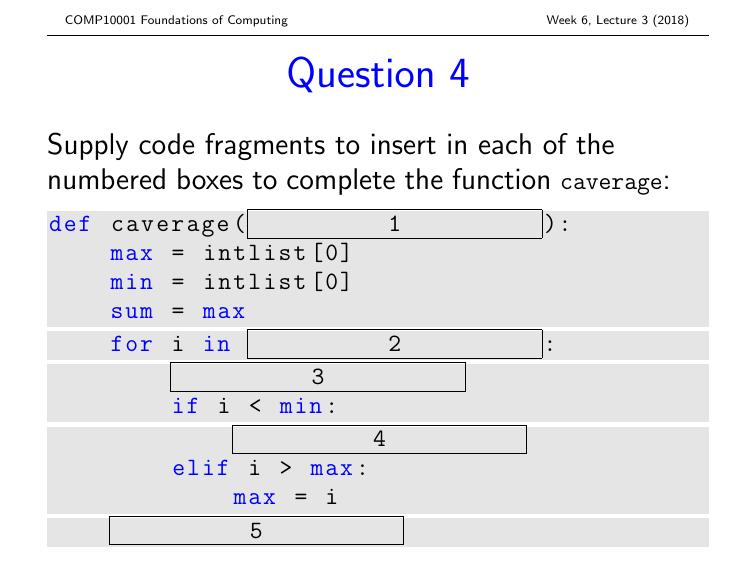 COMP10001 Foundations of Computing Week 6, Lecture 3 (2018)
Question 4
Supply code fragments to insert in each of the
numbered boxes to complete the function caverage:
def caverage( 1 ):
    max = intlist[0]
    min = intlist[0]
    sum = max
    for i in 2 :
        3
        if i < min:
            4
        elif i > max:
            max = i
    5